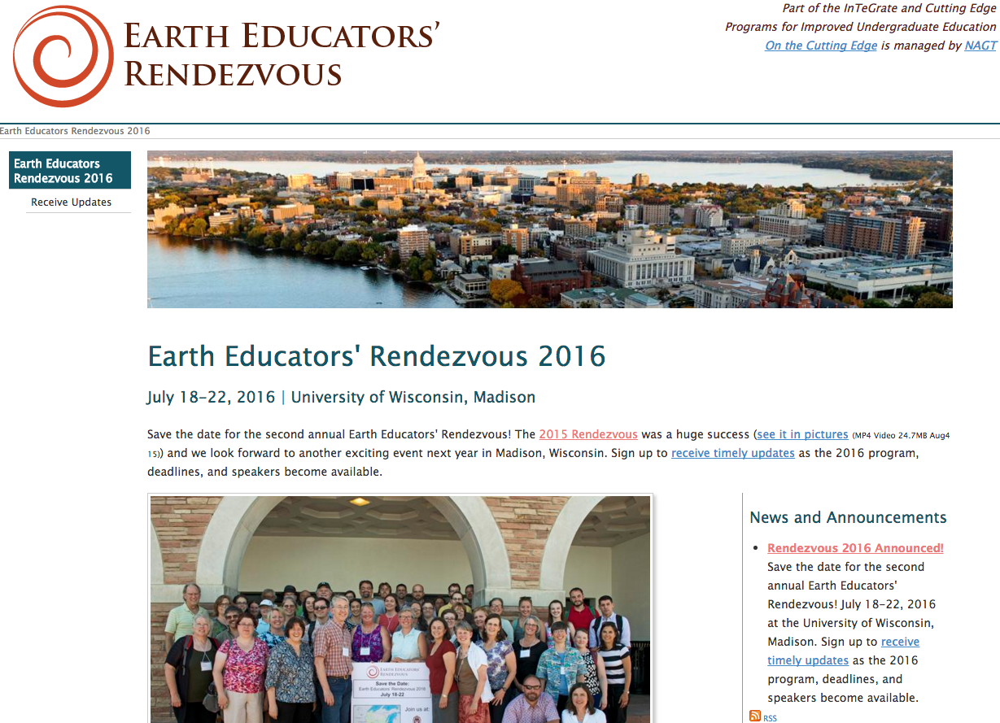 EARTH EDUCATORS’
RENDEZVOUS
Part of the InTeGrate and Cutting Edge
Programs for Improved Undergraduate Education
On the Cutting Edge is managed by NAGT
Earth Educators Rendezvous 2016
Earth Educators
Rendezvous 2016
Receive Updates
Earth Educators' Rendezvous 2016
July 18-22, 2016 | University of Wisconsin, Madison
Save the date for the second annual Earth Educators' Rendezvous! The 2015 Rendezvous was a huge success (see it in pictures (MP4 Video 24.7MB Aug4
15)) and we look forward to another exciting event next year in Madison, Wisconsin. Sign up to receive timely updates as the 2016 program,
deadlines, and speakers become available.
EARTH EDUCATORS'
RENDEZVOUS
Save the Date:
Earth Educators' Rendezvous 2016
July 18-22
Join us at:
News and Announcements
• Rendezvous 2016 Announced!
Save the date for the second
annual Earth Educators'
Rendezvous! July 18-22, 2016
at the University of Wisconsin,
Madison. Sign up to receive
timely updates as the 2016
program, deadlines, and
speakers become available.
RSS